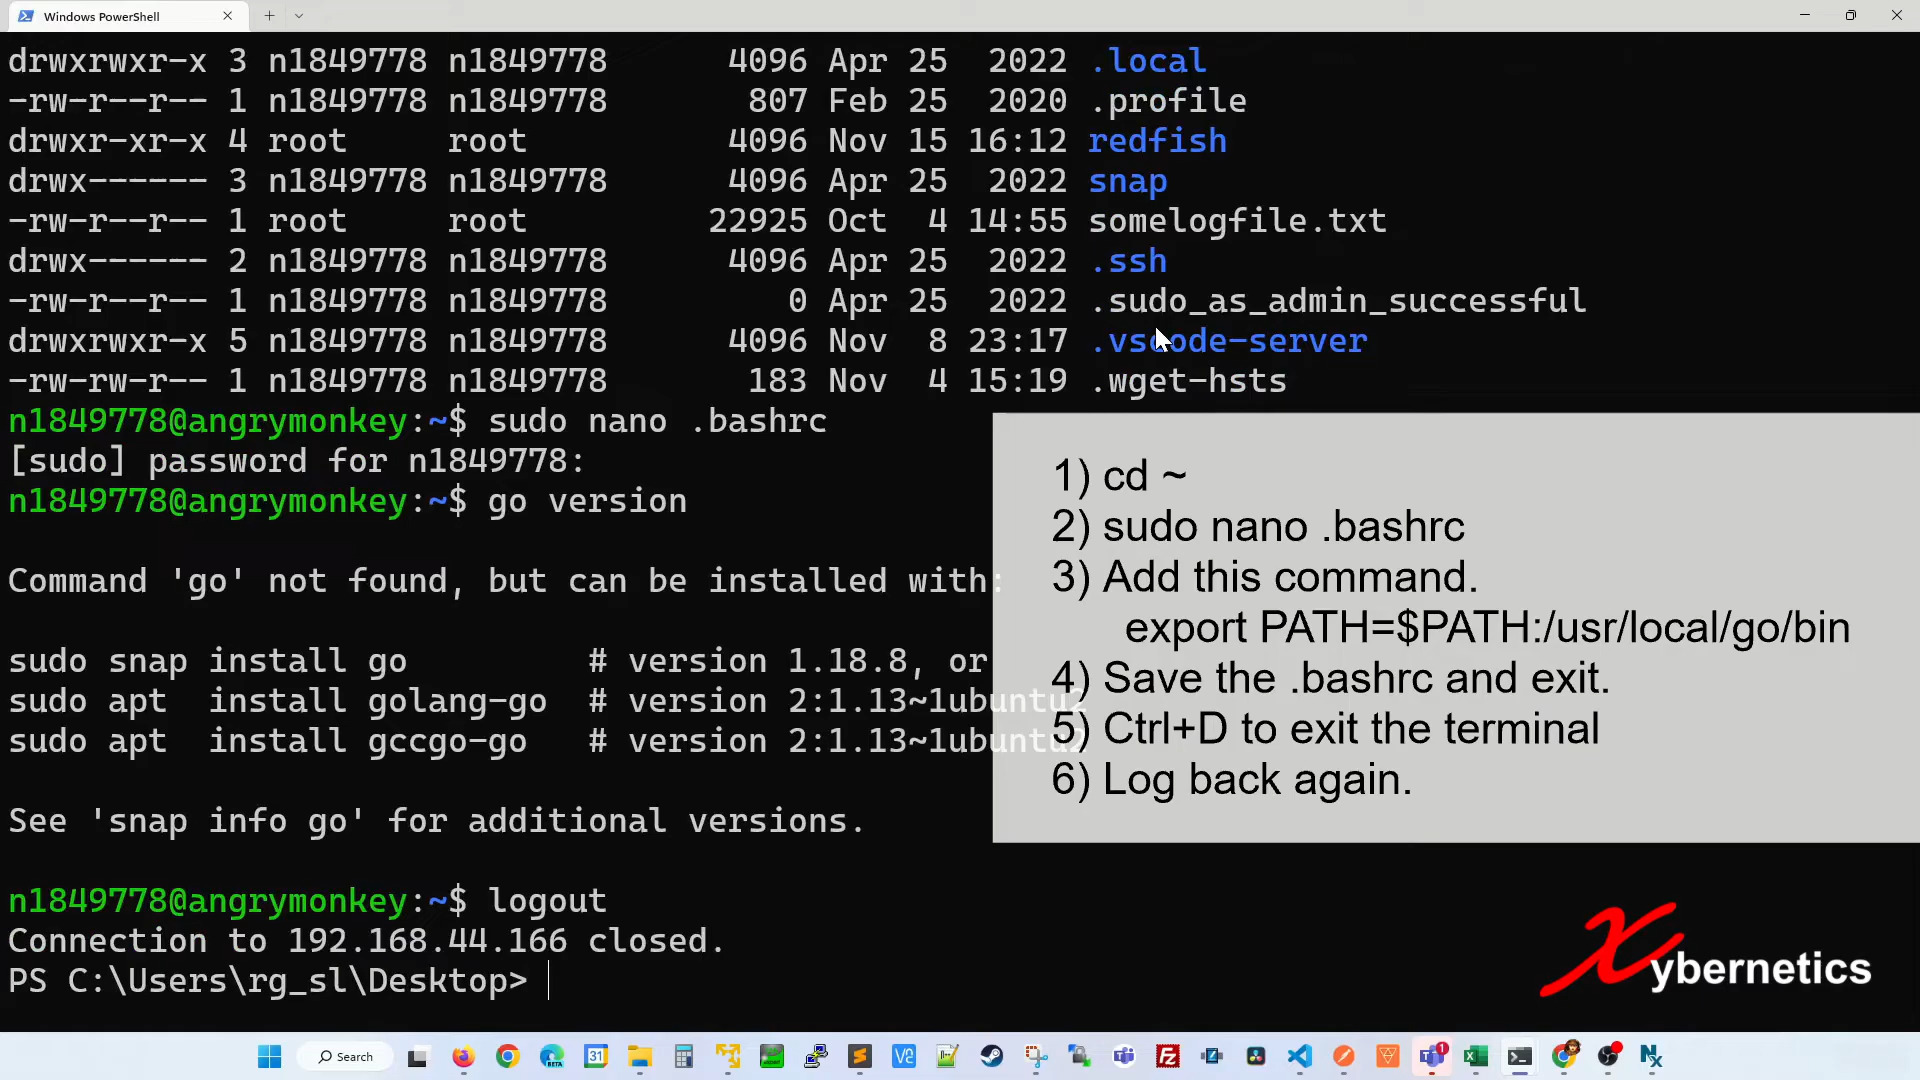 Windows PowerShell
drwxrwxr-x 3 n1849778 n1849778 4096 Apr 25 2022 .local
-rw-r--r-- 1 n1849778 n1849778 807 Feb 25 2020 .profile
drwxr-xr-x 4 root root 4096 Nov 15 16:12 redfish
drwx------ 3 n1849778 n1849778 4096 Apr 25 2022 snap
-rw-r--r-- 1 root root 22925 Oct 4 14:55 somelogfile.txt
drwx------ 2 n1849778 n1849778 4096 Apr 25 2022 .ssh
-rw-r--r-- 1 n1849778 n1849778 0 Apr 25 2022 .sudo_as_admin_successful
drwxrwxr-x 5 n1849778 n1849778 4096 Nov 8 23:17 .vscode-server
-rw-rw-r-- 1 n1849778 n1849778 183 Nov 4 15:19 .wget-hsts
n1849778@angrymonkey:~$ sudo nano .bashrc
[sudo] password for n1849778:
n1849778@angrymonkey:~$ go version
Command 'go' not found, but can be installed with:
sudo snap install go # version 1.18.8, or
sudo apt install golang-go # version 2:1.13~1ubuntu2
sudo apt install gccgo-go # version 2:1.13~1ubuntu2
See 'snap info go' for additional versions.
n1849778@angrymonkey:~$ logout
Connection to 192.168.44.166 closed.
PS C:\Users\rg_sl\Desktop>
1) cd ~
2) sudo nano .bashrc
3) Add this command.
export PATH=$PATH:/usr/local/go/bin
4) Save the .bashrc and exit.
5) Ctrl+D to exit the terminal
6) Log back again.
Xybernetics
Search